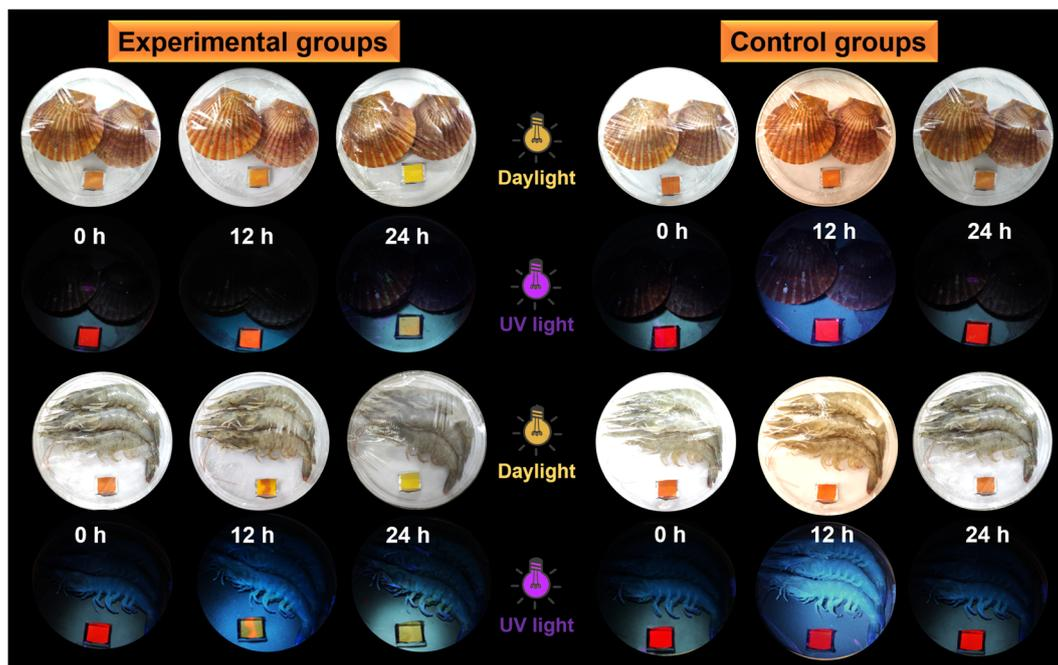 Experimental groups
Control groups
Daylight
0 h
12 h
24 h
0 h
12 h
24 h
UV light
Daylight
0 h
12 h
24 h
0 h
12 h
24 h
UV light